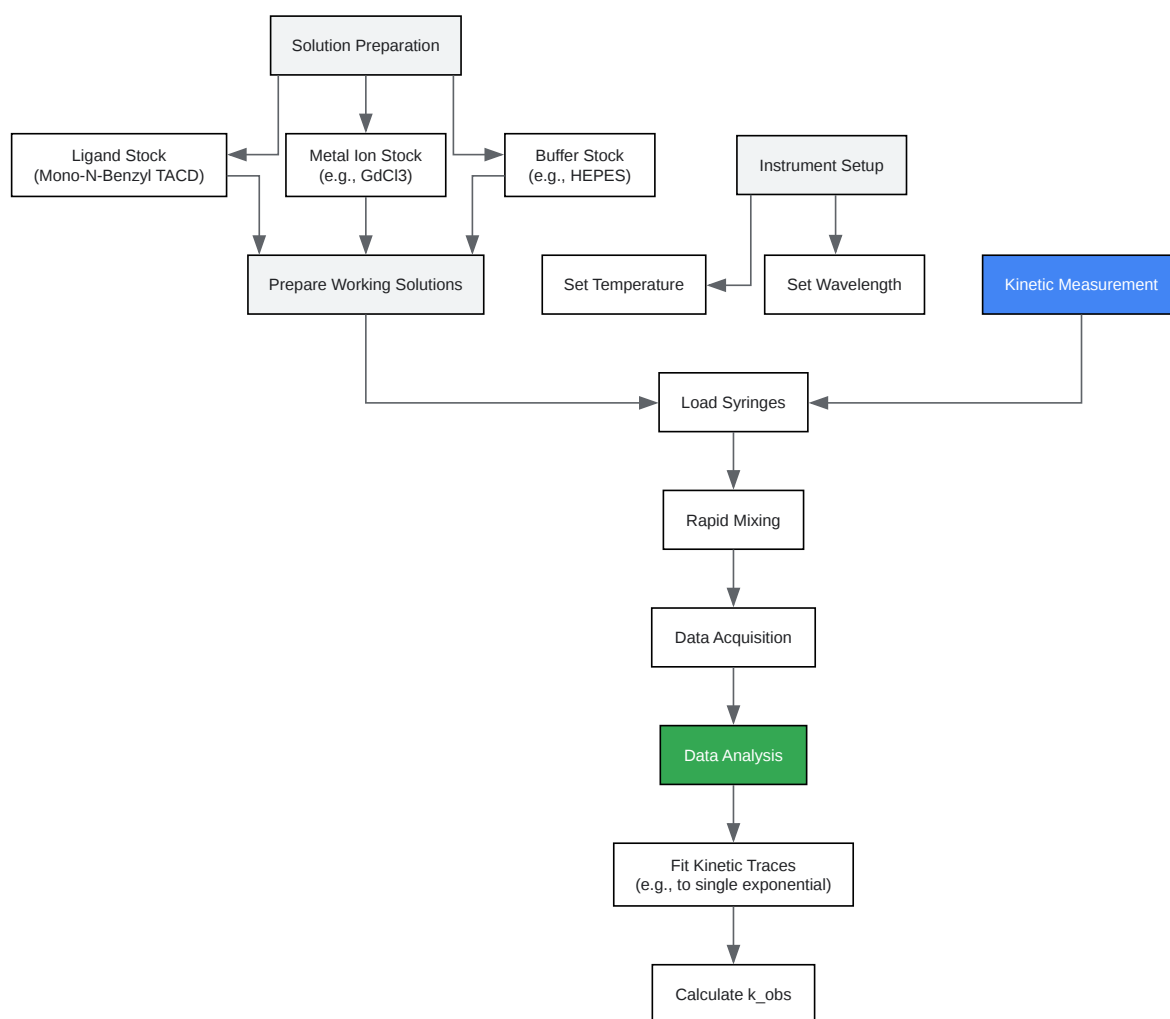 Solution Preparation
Ligand Stock
(Mono-N-Benzyl TACD)
Metal Ion Stock
(e.g., GdCl3)
Buffer Stock
(e.g., HEPES)
Instrument Setup
Prepare Working Solutions
Set Temperature
Set Wavelength
Kinetic Measurement
Load Syringes
Rapid Mixing
Data Acquisition
Data Analysis
Fit Kinetic Traces
(e.g., to single exponential)
Calculate k_obs